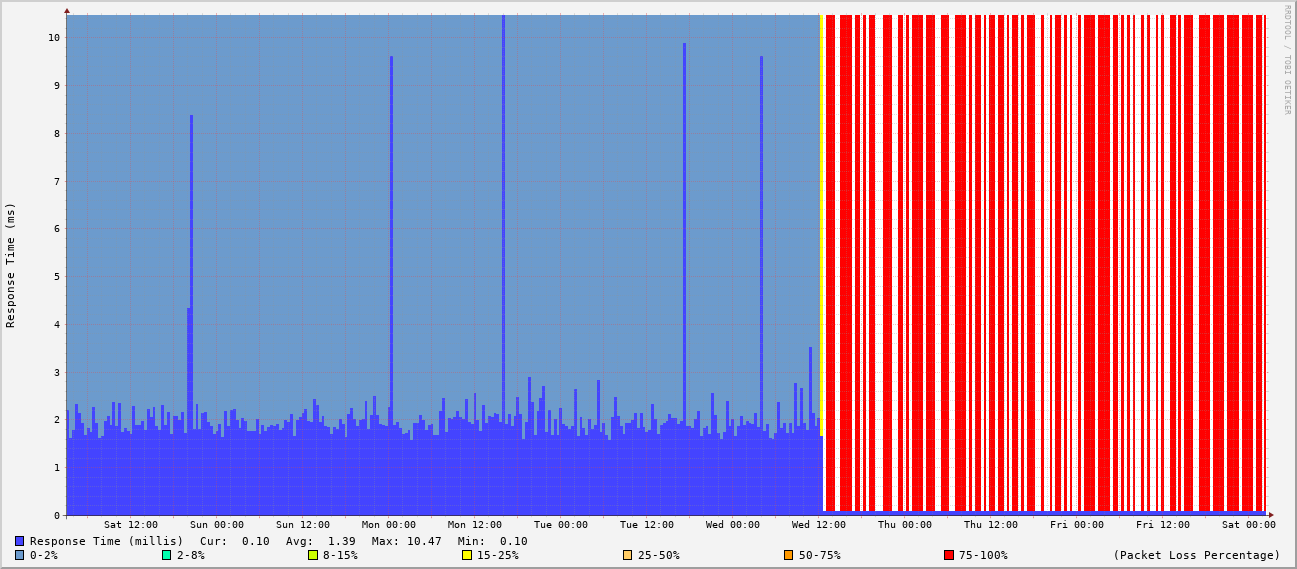 RRDTOOL / TOBI OETIKER
Response Time (ms)
10
9
8
7
6
5
4
3
2
1
0
Sat 12:00 Sun 00:00 Sun 12:00 Mon 00:00 Mon 12:00 Tue 00:00 Tue 12:00 Wed 00:00 Wed 12:00 Thu 00:00 Thu 12:00 Fri 00:00 Fri 12:00 Sat 00:00
Response Time (millis) Cur: 0.10 Avg: 1.39 Max: 10.47 Min: 0.10
0-2% 2-8% 8-15% 15-25% 25-50% 50-75% 75-100% (Packet Loss Percentage)